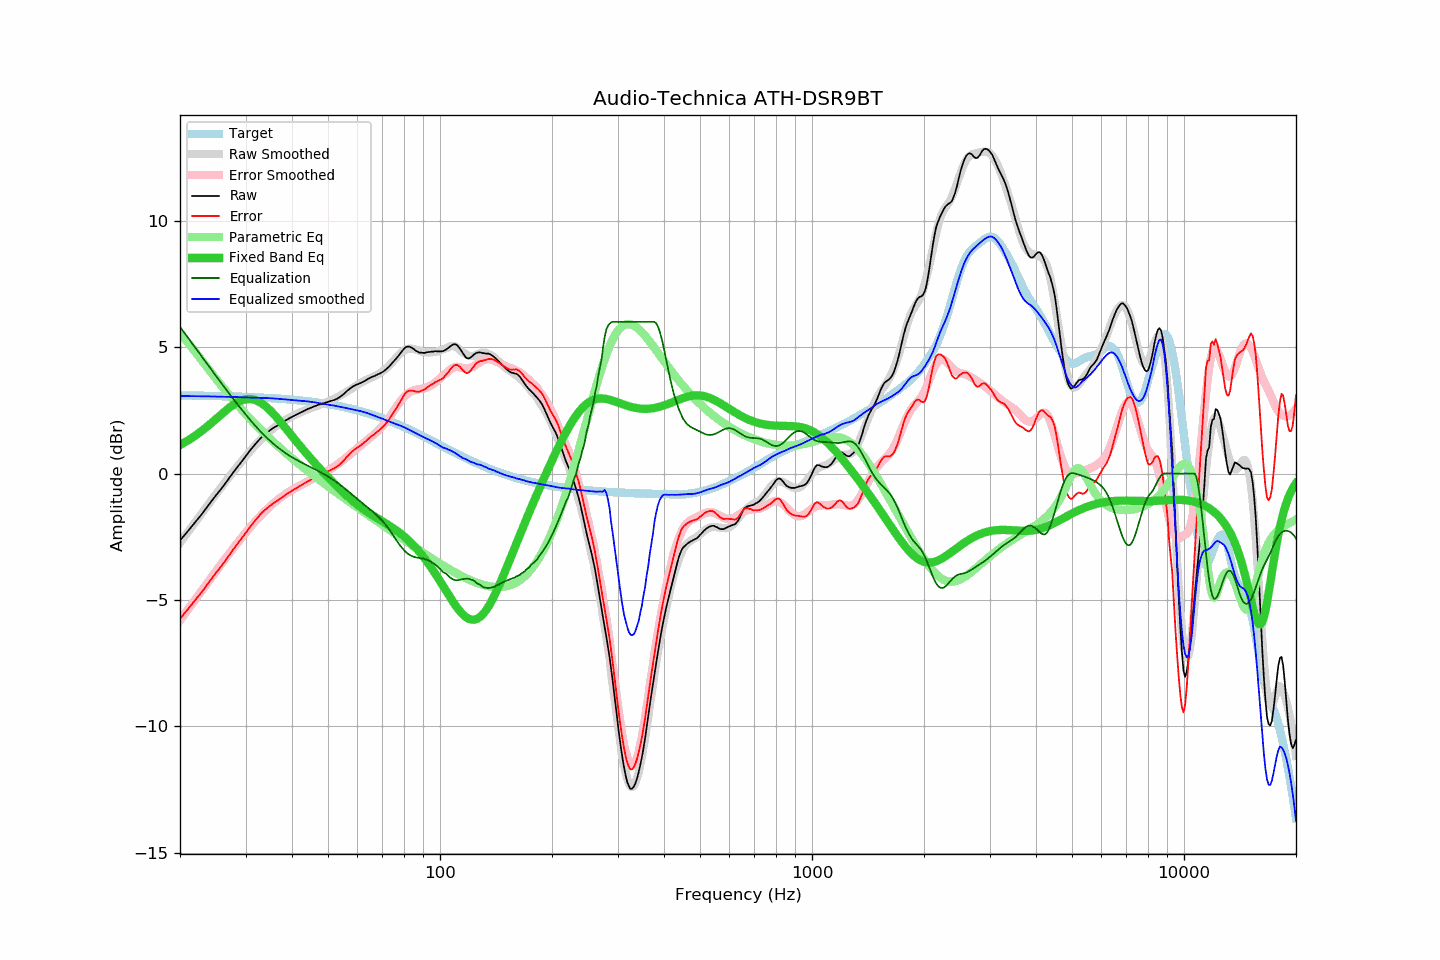 Audio-Technica ATH-DSR9BT
Target
Raw Smoothed
Error Smoothed
Raw
Error
Parametric Eq
Fixed Band Eq
Equalization
Equalized smoothed
10
5
0
−5
−10
−15
Amplitude (dBr)
100
1000
10000
Frequency (Hz)